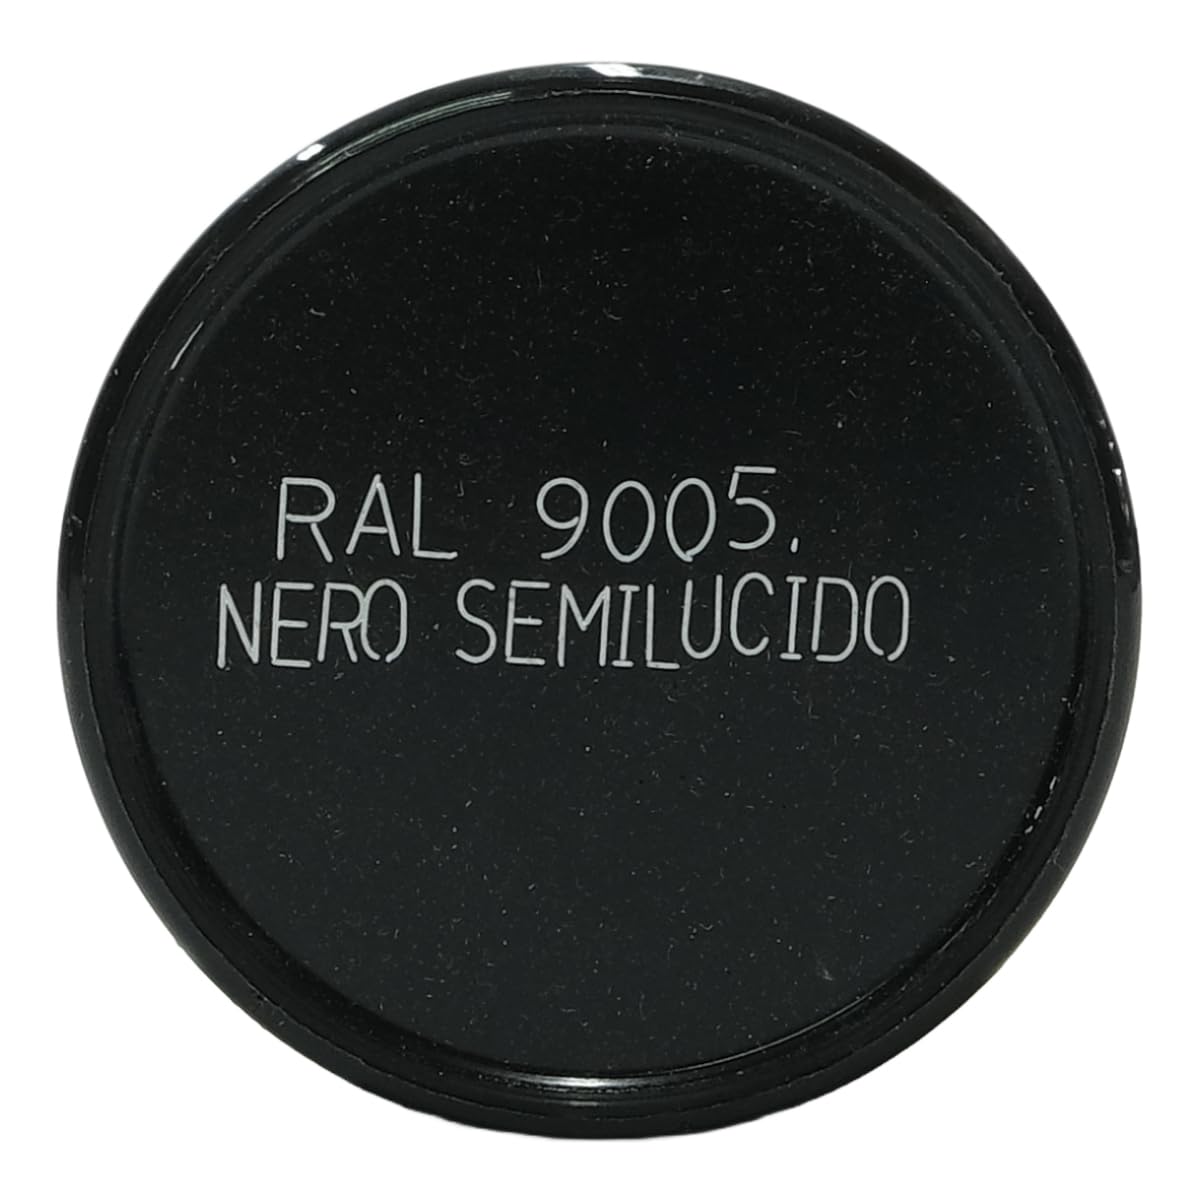 RAL 9005.
NERO SEMILUCIDO